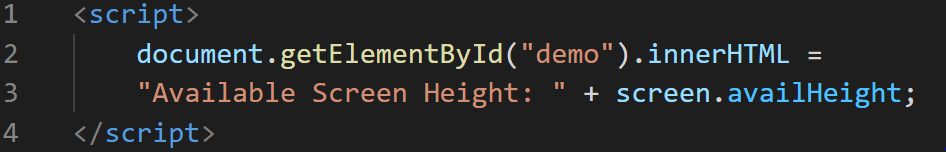 1 <script>
2 document.getElementById("demo").innerHTML =
3 "Available Screen Height: " + screen.availHeight;
4 </script>